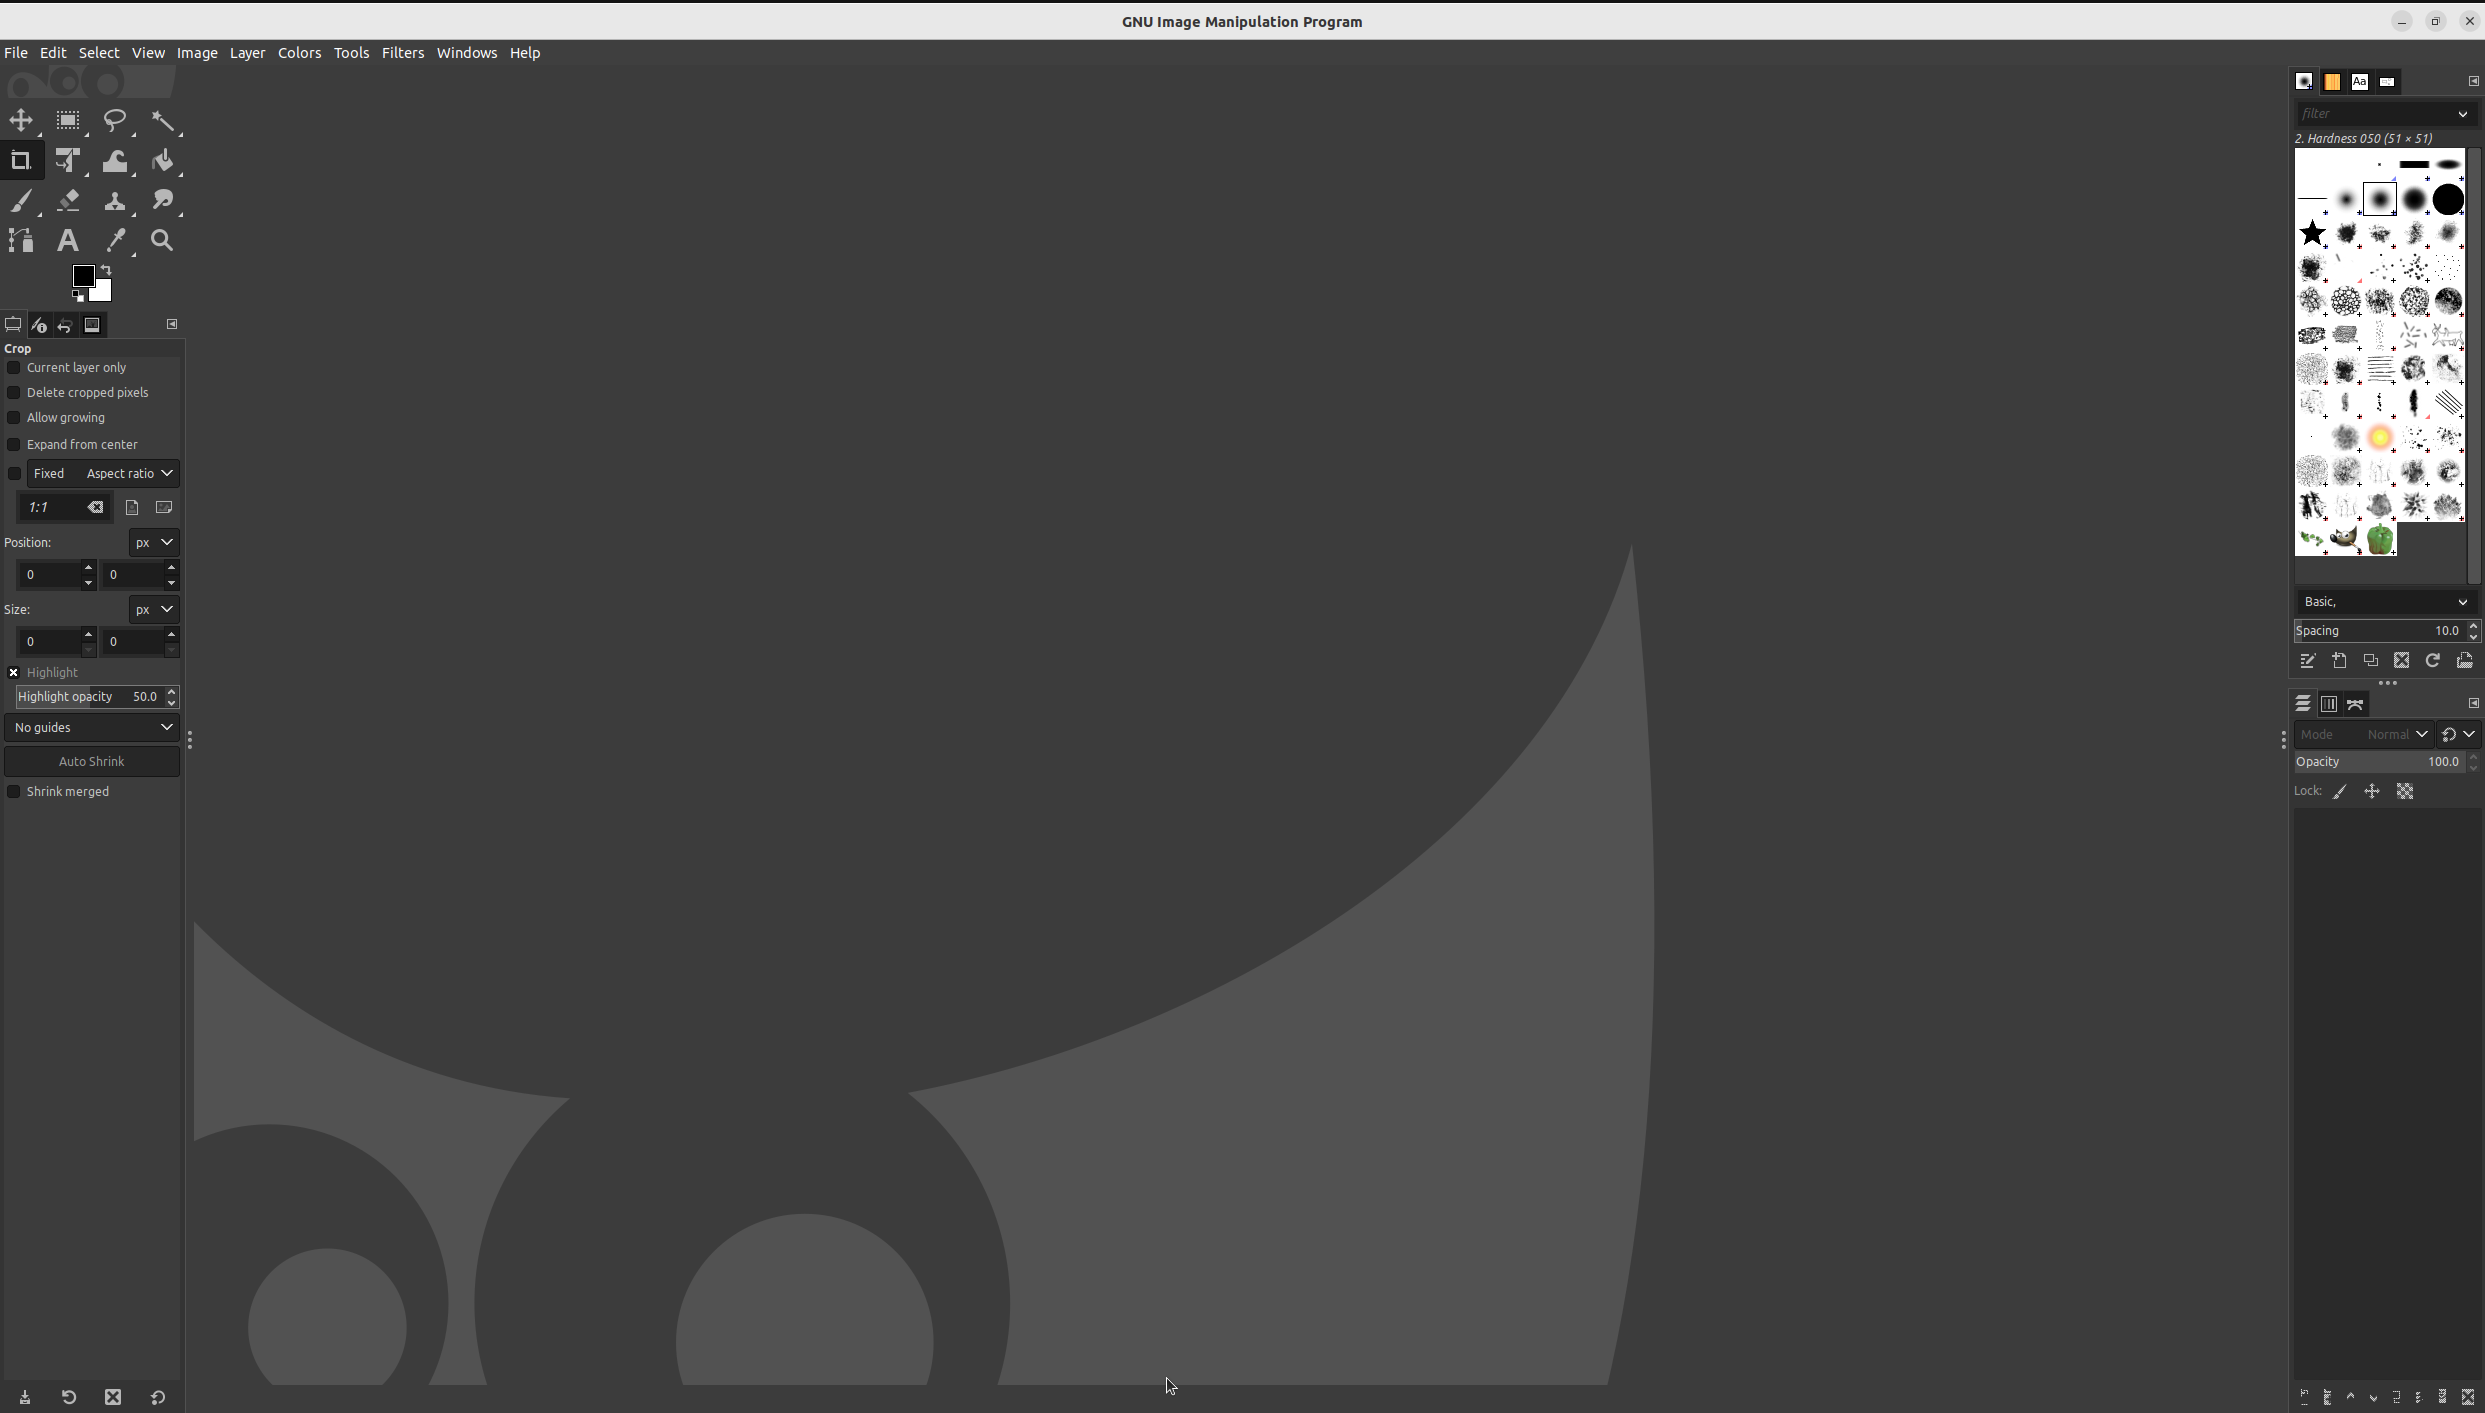 GNU Image Manipulation Program
File Edit Select View Image Layer Colors Tools Filters Windows Help
Aa
filter
2. Hardness 050 (51 × 51)
Crop
Current layer only
Delete cropped pixels
Allow growing
Expand from center
Fixed Aspect ratio
1:1
Position: px
0 0
Size: px
0 0
Highlight
Highlight opacity 50.0
No guides
Auto Shrink
Shrink merged
Basic,
Spacing 10.0
Mode Normal
Opacity 100.0
Lock: